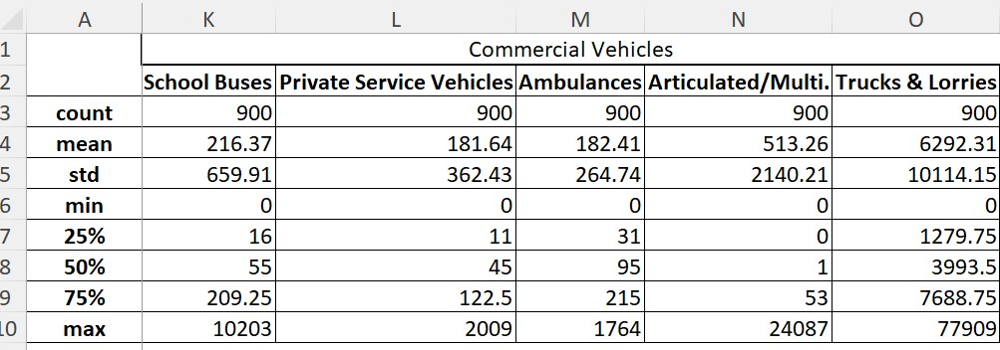 A K L M N O
1 Commercial Vehicles
2 School Buses Private Service Vehicles Ambulances Articulated/Multi. Trucks & Lorries
3 count 900 900 900 900 900
4 mean 216.37 181.64 182.41 513.26 6292.31
5 std 659.91 362.43 264.74 2140.21 10114.15
6 min 0 0 0 0 0
7 25% 16 11 31 0 1279.75
8 50% 55 45 95 1 3993.5
9 75% 209.25 122.5 215 53 7688.75
10 max 10203 2009 1764 24087 77909